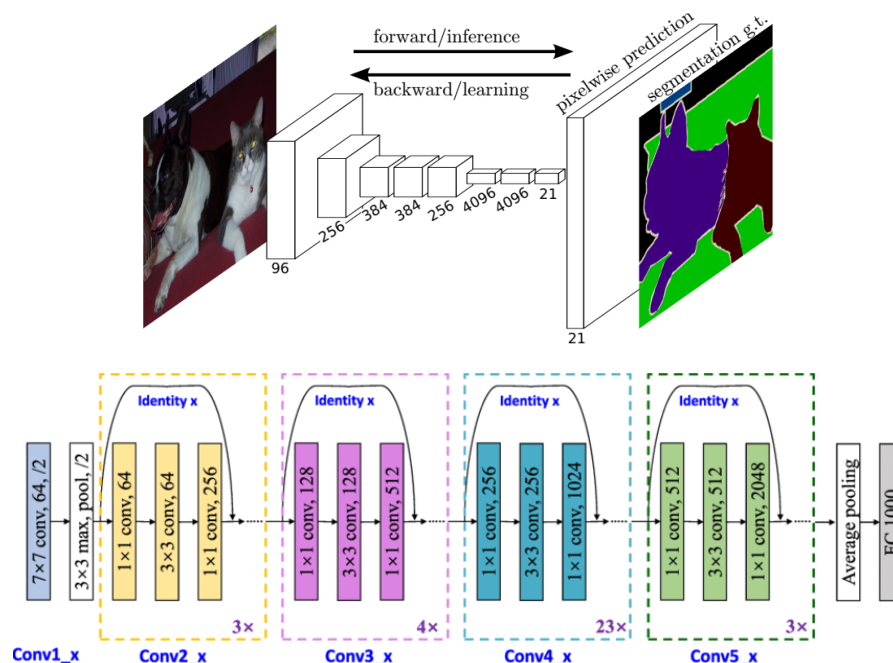 forward/inference
backward/learning
pixelwise prediction
segmentation g.t.
96
256
384
384
256
4096
4096
21
21
Identity x
Identity x
Identity x
Identity x
7×7 conv, 64, /2
3×3 max, pool, /2
1×1 conv, 64
3×3 conv, 64
1×1 conv, 256
1×1 conv, 128
3×3 conv, 128
1×1 conv, 512
1×1 conv, 256
3×3 conv, 256
1×1 conv, 1024
1×1 conv, 512
3×3 conv, 512
1×1 conv, 2048
Average pooling
FC 1000
3×
4×
23×
3×
Conv1_x
Conv2_x
Conv3_x
Conv4_x
Conv5_x